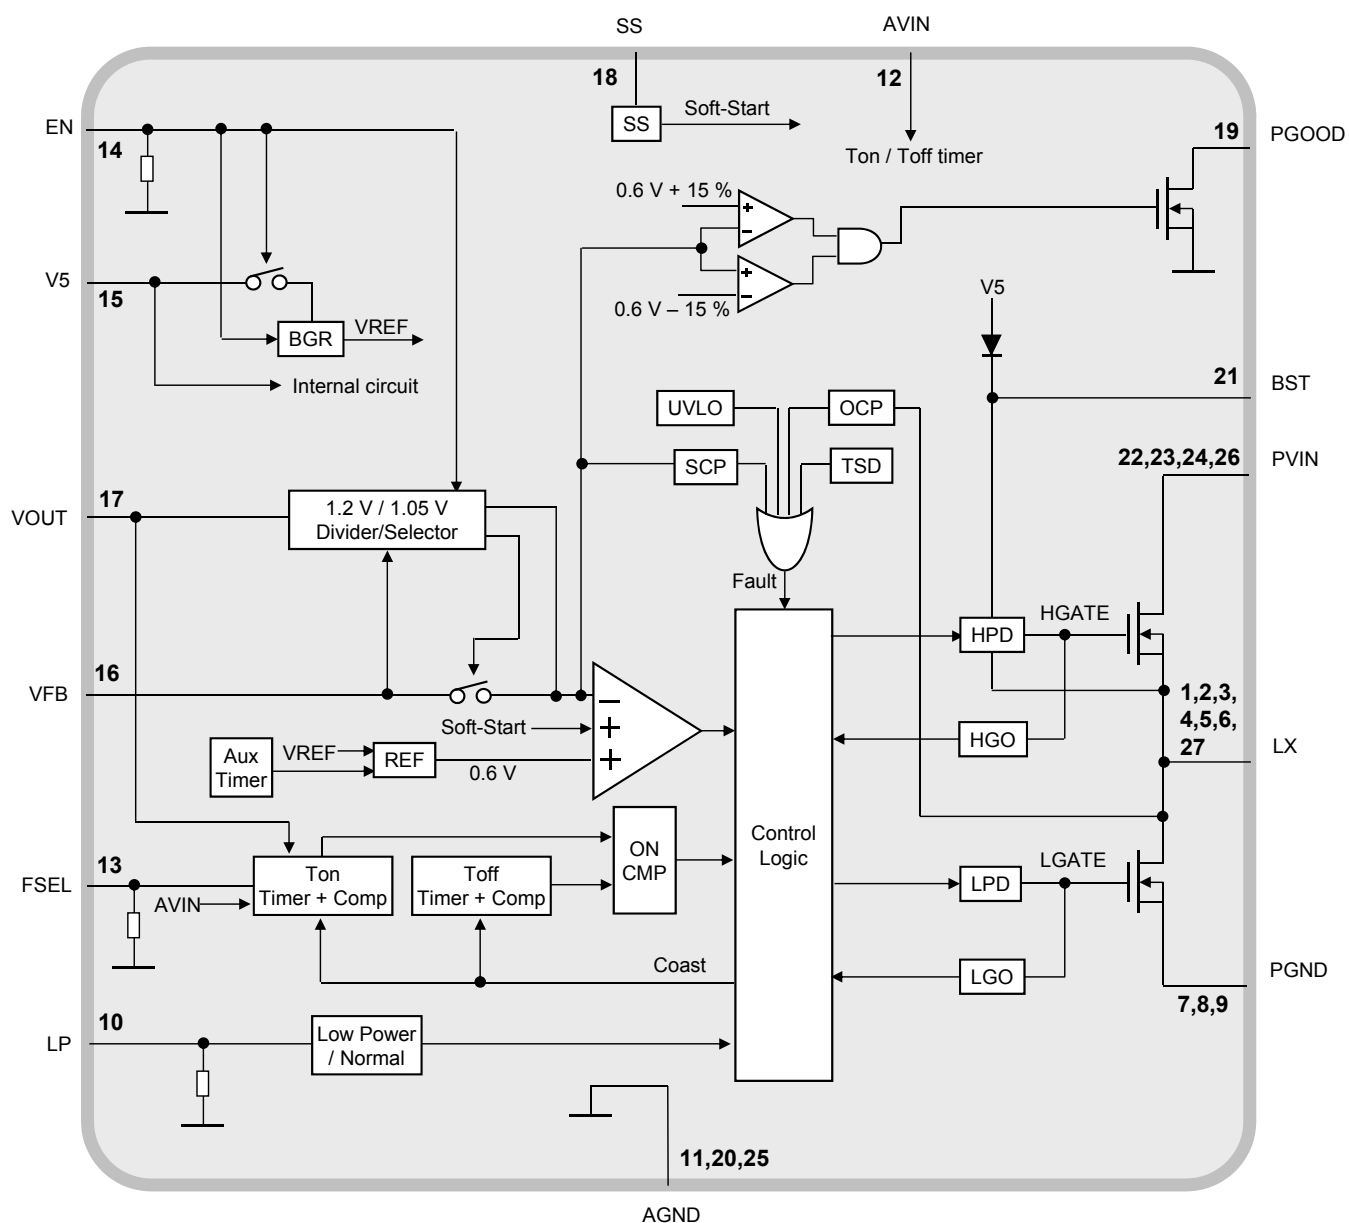 SS
AVIN
18
12
EN
14
SS
Soft-Start
Ton / Toff timer
19
PGOOD
0.6 V + 15 %
+
−
+
−
0.6 V – 15 %
V5
15
BGR
VREF
Internal circuit
V5
21
BST
UVLO
OCP
SCP
TSD
22,23,24,26
PVIN
VOUT
17
1.2 V / 1.05 V
Divider/Selector
Fault
HPD
HGATE
VFB
16
−
+
+
Soft-Start
1,2,3,
4,5,6,
27
LX
HGO
Aux
Timer
VREF
REF
0.6 V
Control
Logic
ON
CMP
FSEL
13
AVIN
Ton
Timer + Comp
Toff
Timer + Comp
LPD
LGATE
Coast
LGO
PGND
7,8,9
LP
10
Low Power
/ Normal
11,20,25
AGND